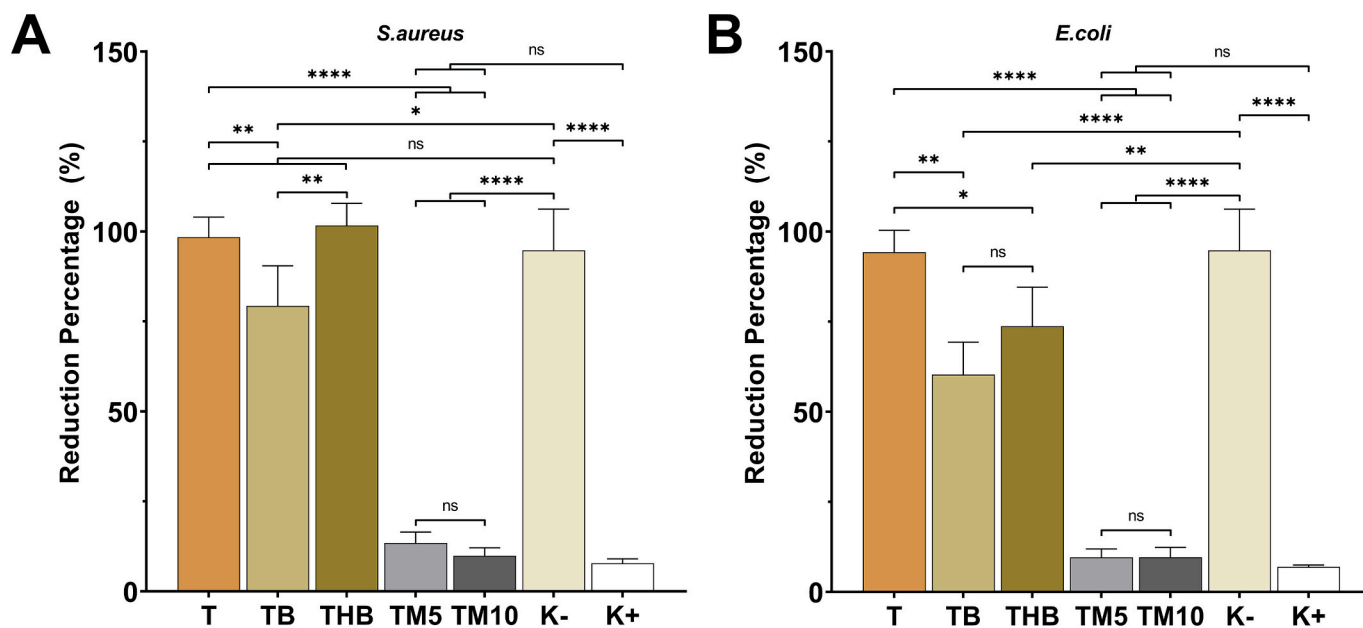 A
S.aureus
Reduction Percentage (%)
150
100
50
0
ns
****
*
**
****
ns
**
****
ns
T TB THB TM5 TM10 K- K+
B
E.coli
Reduction Percentage (%)
150
100
50
0
ns
****
****
****
**
**
****
*
ns
ns
T TB THB TM5 TM10 K- K+